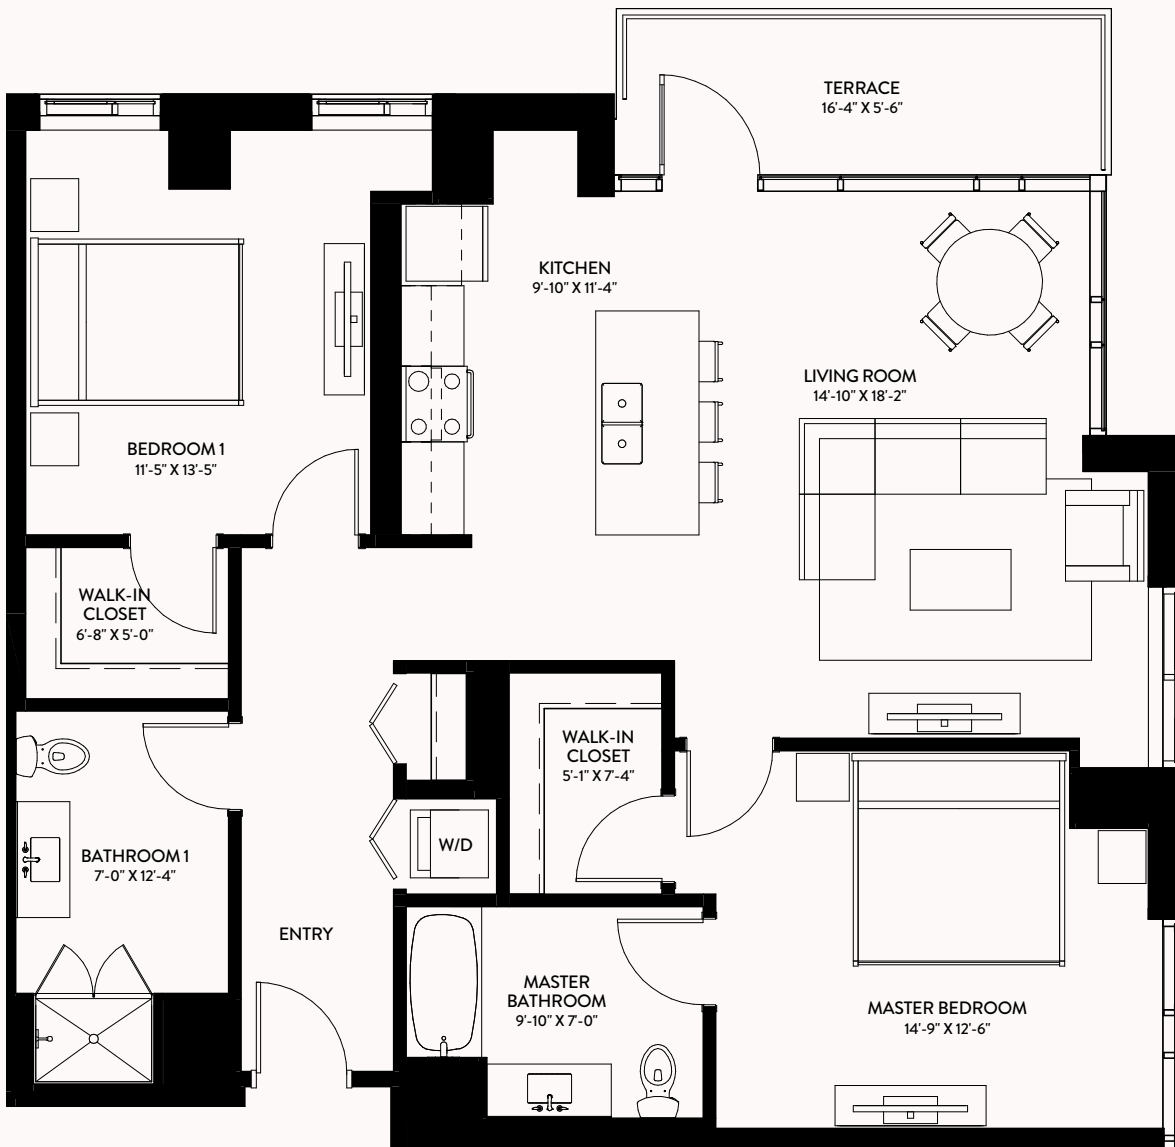 TERRACE
16'-4" X 5'-6"
KITCHEN
9'-10" X 11'-4"
LIVING ROOM
14'-10" X 18'-2"
BEDROOM 1
11'-5" X 13'-5"
WALK-IN
CLOSET
6'-8" X 5'-0"
WALK-IN
CLOSET
5'-1" X 7'-4"
W/D
BATHROOM 1
7'-0" X 12'-4"
ENTRY
MASTER
BATHROOM
9'-10" X 7'-0"
MASTER BEDROOM
14'-9" X 12'-6"